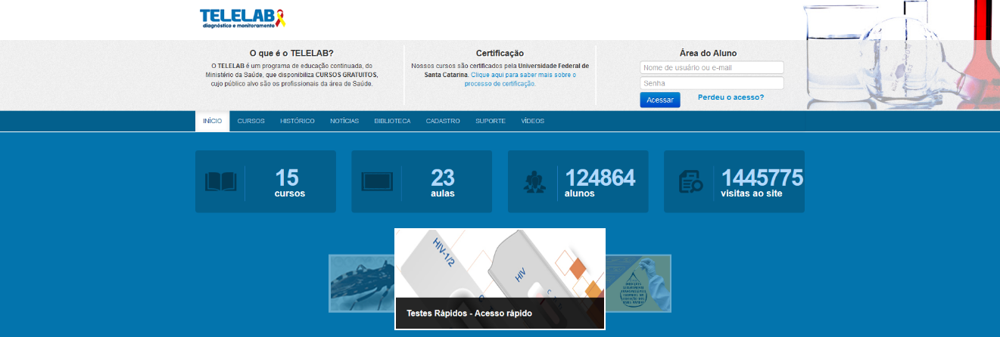 TELELAB
diagnóstico e monitoramento
O que é o TELELAB?
O TELELAB é um programa de educação continuada, do
Ministério da Saúde, que disponibiliza CURSOS GRATUITOS,
cujo público alvo são os profissionais da área de Saúde.
Certificação
Nossos cursos são certificados pela Universidade Federal de
Santa Catarina. Clique aqui para saber mais sobre o
processo de certificação.
Área do Aluno
Nome de usuário ou e-mail
Senha
Acessar
Perdeu o acesso?
INÍCIO CURSOS HISTÓRICO NOTÍCIAS BIBLIOTECA CADASTRO SUPORTE VÍDEOS
15
cursos
23
aulas
124864
alunos
1445775
visitas ao site
HIV-1/2
HIV
C
Testes Rápidos - Acesso rápido